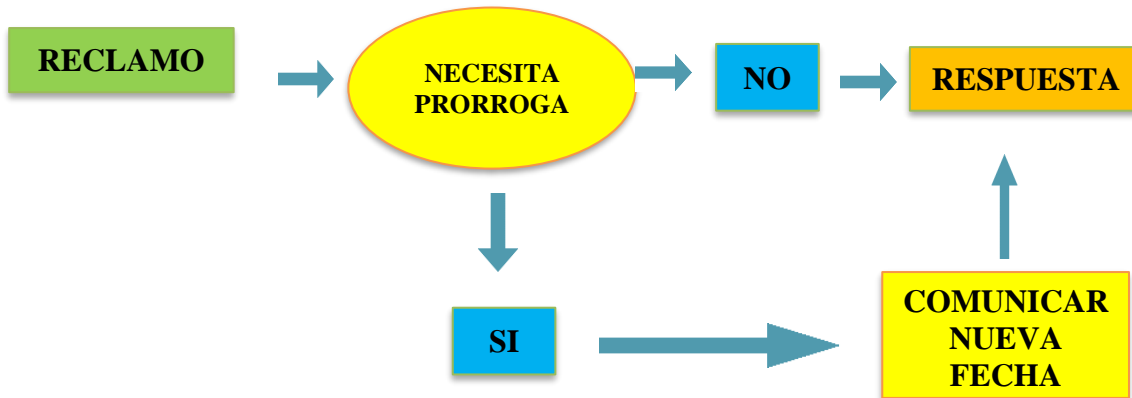 RECLAMO
NECESITA
PRORROGA
NO
RESPUESTA
SI
COMUNICAR
NUEVA
FECHA